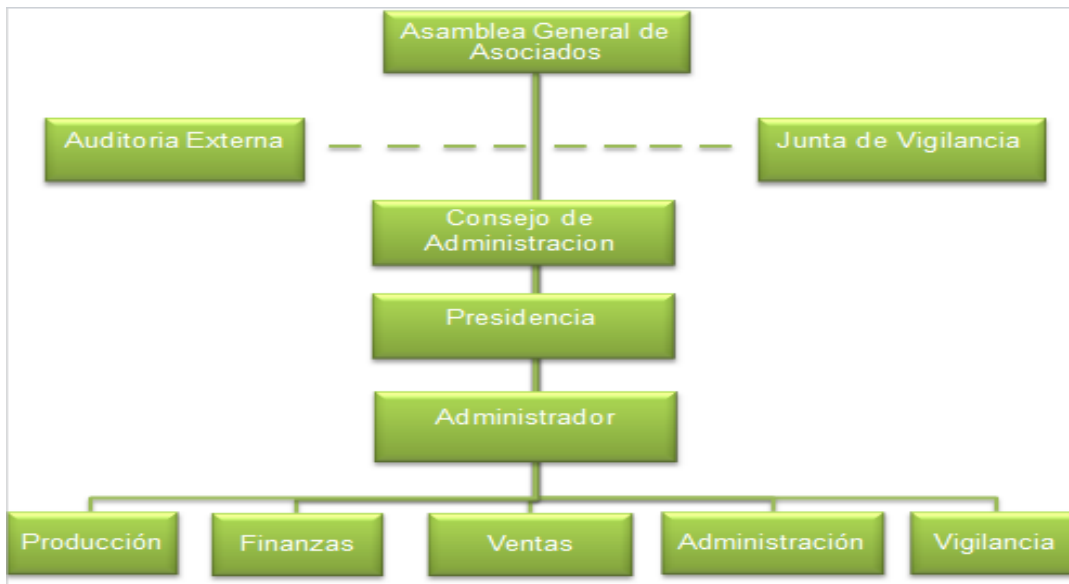 Asamblea General de
Asociados
Auditoria Externa
Junta de Vigilancia
Consejo de
Administracion
Presidencia
Administrador
Producción
Finanzas
Ventas
Administración
Vigilancia